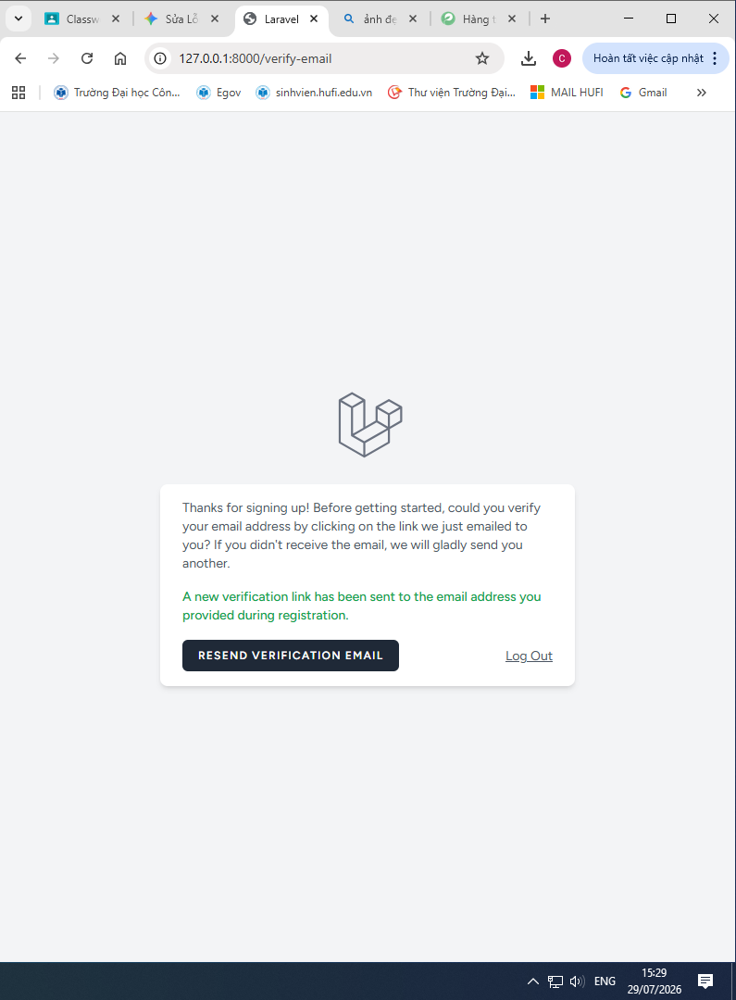 Classw
Sửa Lỗ
Laravel
ảnh đẹ
Hàng t
127.0.0.1:8000/verify-email
C
Hoàn tất việc cập nhật
Trường Đại học Côn...
Egov
sinhvien.hufi.edu.vn
Thư viện Trường Đại...
MAIL HUFI
Gmail
Thanks for signing up! Before getting started, could you verify
your email address by clicking on the link we just emailed to
you? If you didn't receive the email, we will gladly send you
another.
A new verification link has been sent to the email address you
provided during registration.
RESEND VERIFICATION EMAIL
Log Out
ENG
15:29
29/07/2026